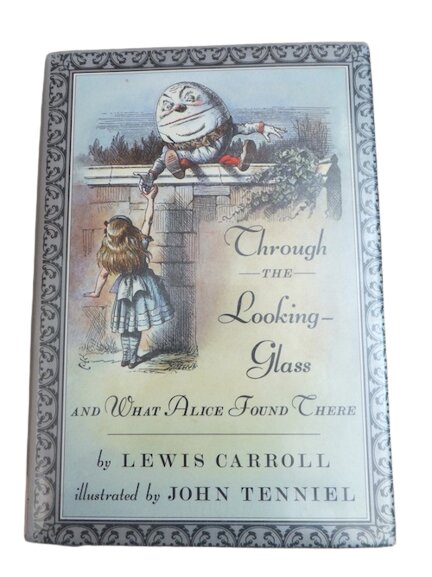 Through
THE
Looking-
Glass
AND WHAT ALICE FOUND THERE
by LEWIS CARROLL
illustrated by JOHN TENNIEL